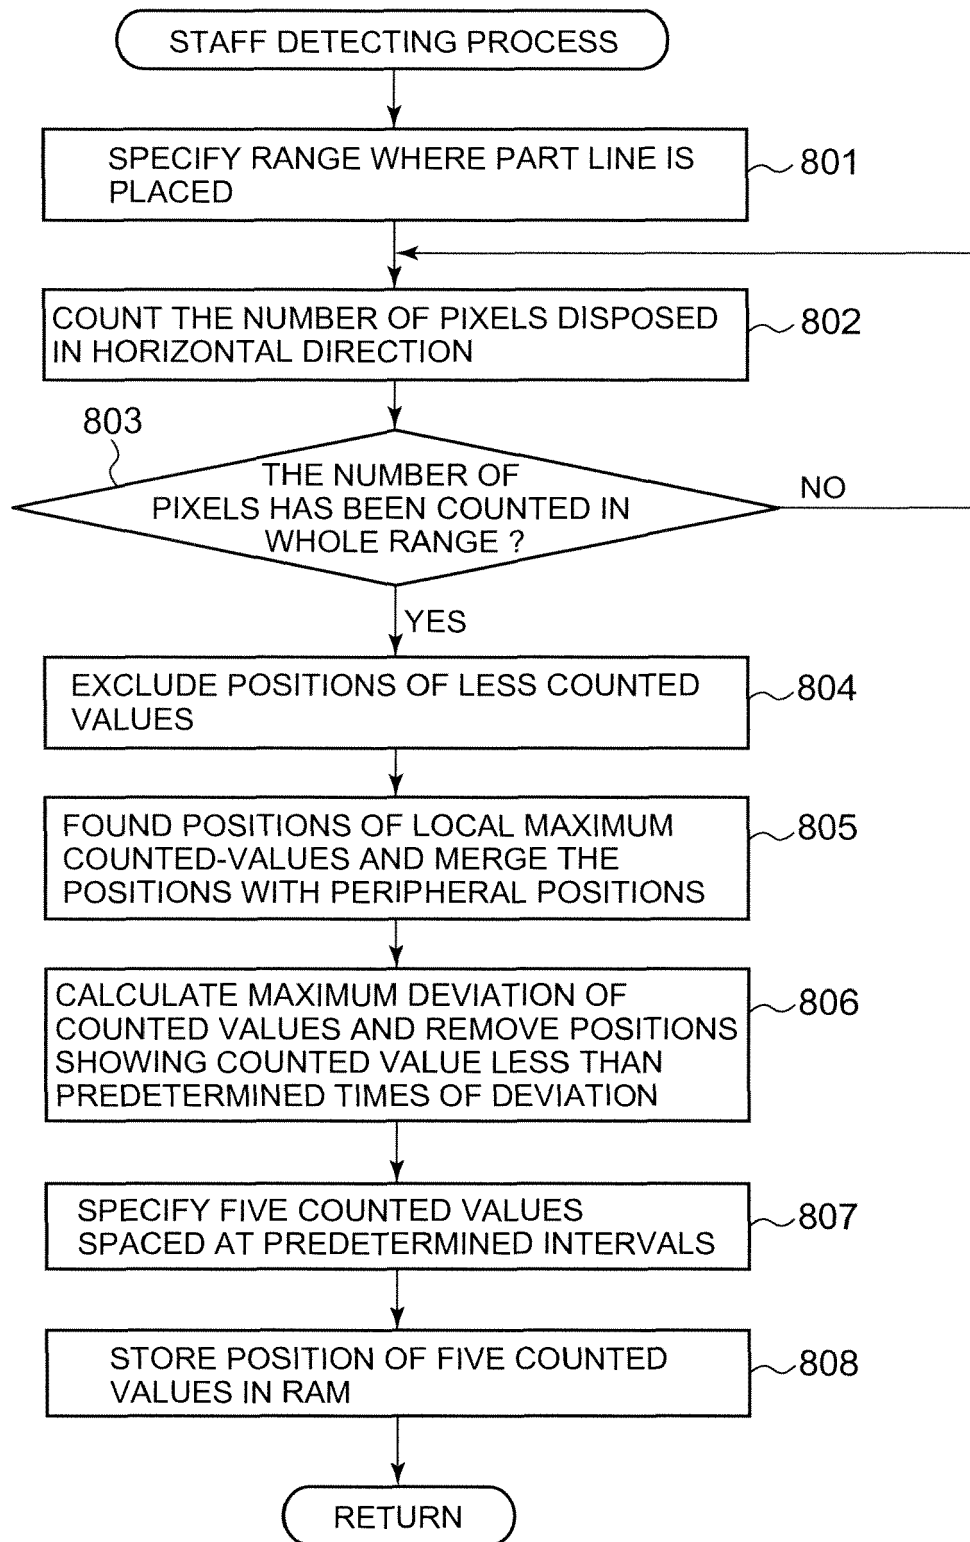 STAFF DETECTING PROCESS
SPECIFY RANGE WHERE PART LINE IS
PLACED
801
COUNT THE NUMBER OF PIXELS DISPOSED
IN HORIZONTAL DIRECTION
802
803
THE NUMBER OF
PIXELS HAS BEEN COUNTED IN
WHOLE RANGE ?
NO
YES
EXCLUDE POSITIONS OF LESS COUNTED
VALUES
804
FOUND POSITIONS OF LOCAL MAXIMUM
COUNTED-VALUES AND MERGE THE
POSITIONS WITH PERIPHERAL POSITIONS
805
CALCULATE MAXIMUM DEVIATION OF
COUNTED VALUES AND REMOVE POSITIONS
SHOWING COUNTED VALUE LESS THAN
PREDETERMINED TIMES OF DEVIATION
806
SPECIFY FIVE COUNTED VALUES
SPACED AT PREDETERMINED INTERVALS
807
STORE POSITION OF FIVE COUNTED
VALUES IN RAM
808
RETURN